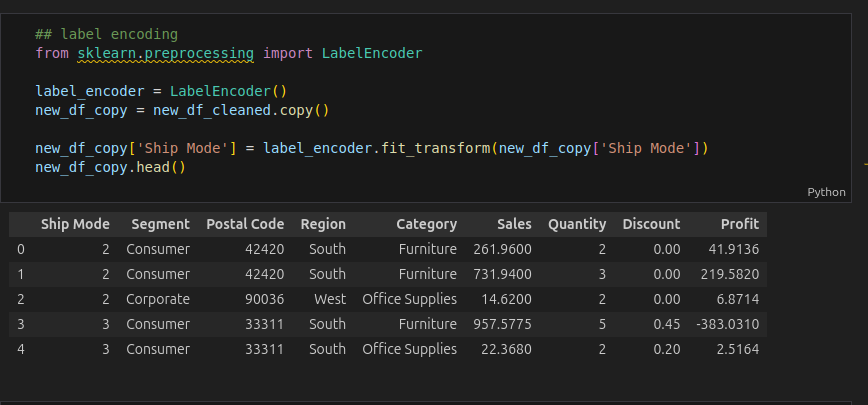 ## label encoding
from sklearn.preprocessing import LabelEncoder
label_encoder = LabelEncoder()
new_df_copy = new_df_cleaned.copy()
new_df_copy['Ship Mode'] = label_encoder.fit_transform(new_df_copy['Ship Mode'])
new_df_copy.head()
Python
Ship Mode Segment Postal Code Region Category Sales Quantity Discount Profit
0 2 Consumer 42420 South Furniture 261.9600 2 0.00 41.9136
1 2 Consumer 42420 South Furniture 731.9400 3 0.00 219.5820
2 2 Corporate 90036 West Office Supplies 14.6200 2 0.00 6.8714
3 3 Consumer 33311 South Furniture 957.5775 5 0.45 -383.0310
4 3 Consumer 33311 South Office Supplies 22.3680 2 0.20 2.5164